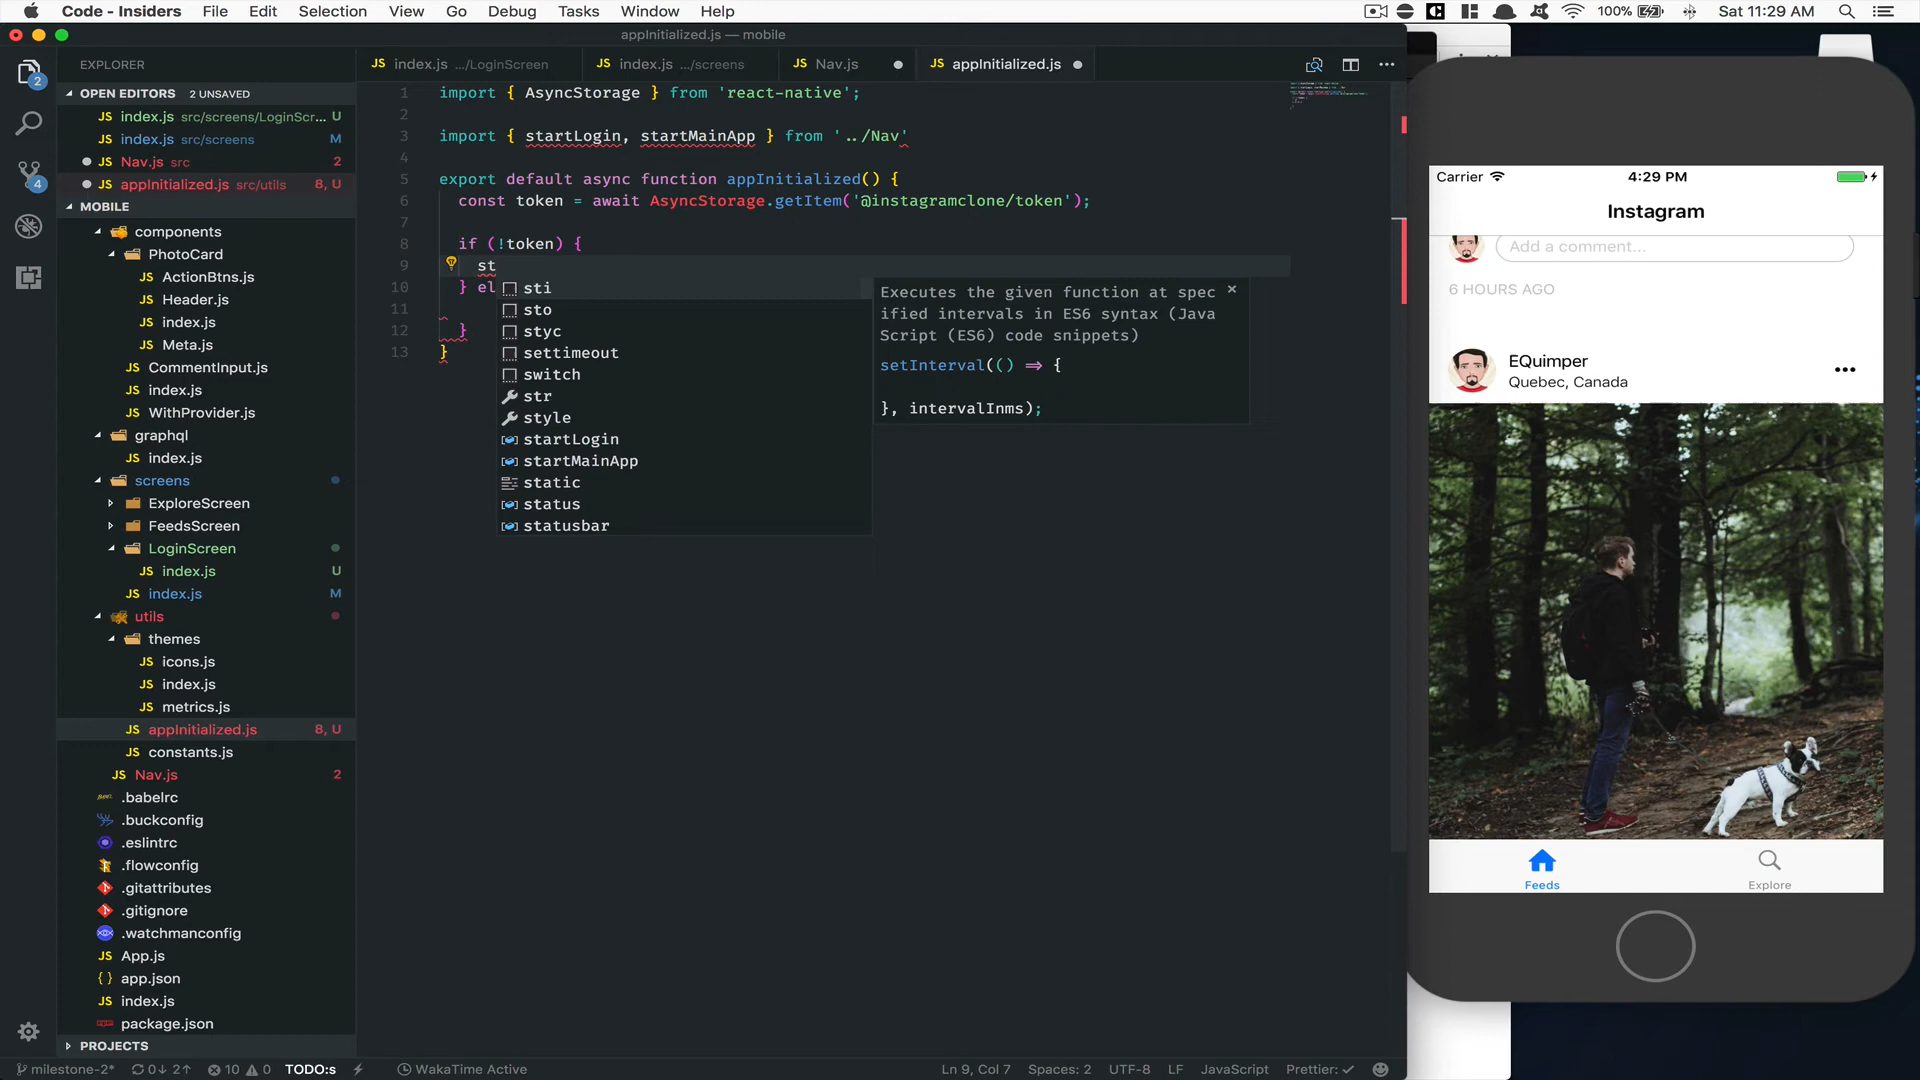 Code - Insiders File Edit Selection View Go Debug Tasks Window Help 100% Sat 11:29 AM
appInitialized.js — mobile
EXPLORER
JS index.js .../LoginScreen JS index.js .../screens JS Nav.js JS appInitialized.js
OPEN EDITORS 2 UNSAVED
JS index.js src/screens/LoginScr... U
JS index.js src/screens M
JS Nav.js src 2
JS appInitialized.js src/utils 8, U
MOBILE
components
PhotoCard
JS ActionBtns.js
JS Header.js
JS index.js
JS Meta.js
JS CommentInput.js
JS index.js
JS WithProvider.js
graphql
JS index.js
screens
ExploreScreen
FeedsScreen
LoginScreen
JS index.js U
JS index.js M
utils
themes
JS icons.js
JS index.js
JS metrics.js
JS appInitialized.js 8, U
JS constants.js
JS Nav.js 2
.babelrc
.buckconfig
.eslintrc
.flowconfig
.gitattributes
.gitignore
.watchmanconfig
JS App.js
{ } app.json
JS index.js
package.json
PROJECTS
1 import { AsyncStorage } from 'react-native';
2
3 import { startLogin, startMainApp } from '../Nav'
4
5 export default async function appInitialized() {
6 const token = await AsyncStorage.getItem('@instagramclone/token');
7
8 if (!token) {
9 st
10 } el
11
12 }
13 }
sti
sto
styc
settimeout
switch
str
style
startLogin
startMainApp
static
status
statusbar
Executes the given function at spec
ified intervals in ES6 syntax (Java
Script (ES6) code snippets)
setInterval(() ⇒ {
}, intervalInms);
milestone-2* 0↓ 2↑ 10 0 TODO:s WakaTime Active Ln 9, Col 7 Spaces: 2 UTF-8 LF JavaScript Prettier: ✓
Carrier 4:29 PM
Instagram
Add a comment...
6 HOURS AGO
EQuimper
Quebec, Canada
Feeds Explore